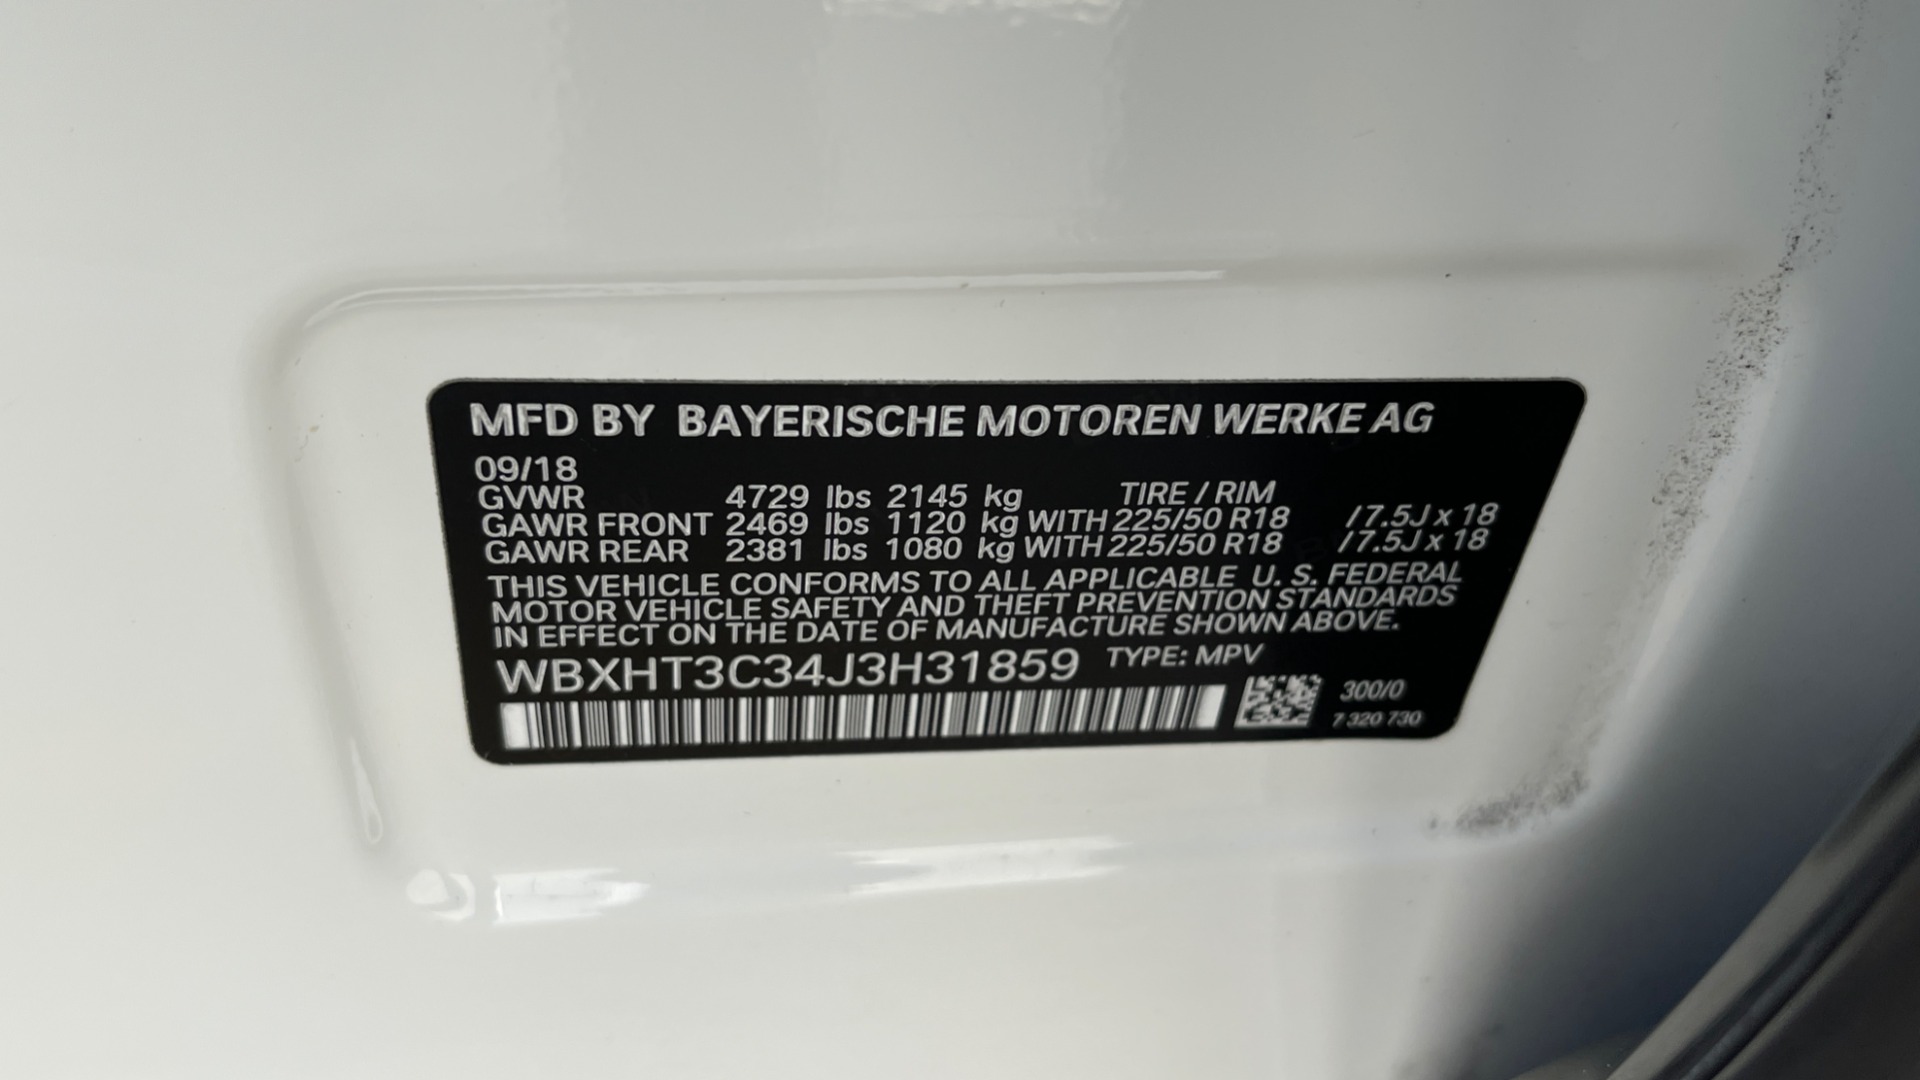 MFD BY BAYERISCHE MOTOREN WERKE AG
09/18
GVWR 4729 lbs 2145 kg TIRE / RIM
GAWR FRONT 2469 lbs 1120 kg WITH 225/50 R18 / 7.5J x 18
GAWR REAR 2381 lbs 1080 kg WITH 225/50 R18 / 7.5J x 18
THIS VEHICLE CONFORMS TO ALL APPLICABLE U. S. FEDERAL
MOTOR VEHICLE SAFETY AND THEFT PREVENTION STANDARDS
IN EFFECT ON THE DATE OF MANUFACTURE SHOWN ABOVE.
WBXHT3C34J3H31859 TYPE: MPV
300/0
7 320 730